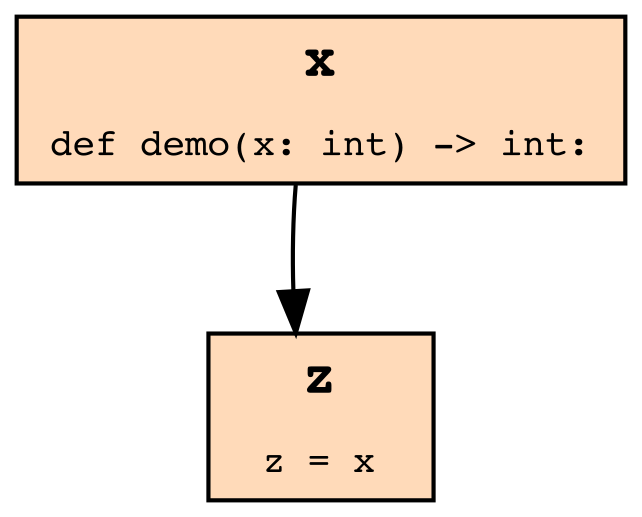 x
def demo(x: int) -> int:
z
z = x